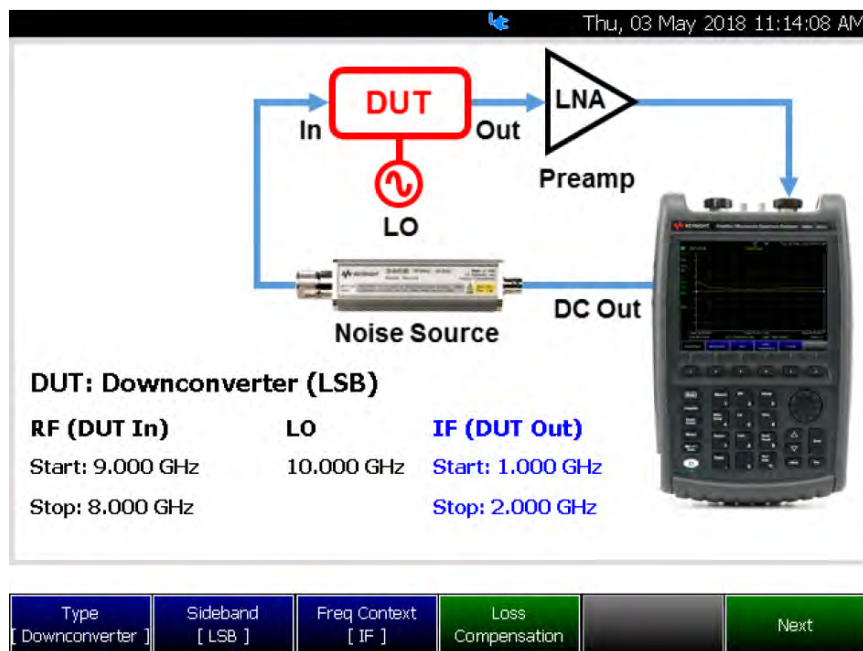 Thu, 03 May 2018 11:14:08 AM
DUT
LNA
In
Out
Preamp
LO
KEYSIGHT
Noise Source
DC Out
DUT: Downconverter (LSB)
RF (DUT In)
LO
IF (DUT Out)
Start: 9.000 GHz
10.000 GHz
Start: 1.000 GHz
Stop: 8.000 GHz
Stop: 2.000 GHz
Type
[ Downconverter ]
Sideband
[ LSB ]
Freq Context
[ IF ]
Loss
Compensation
Next